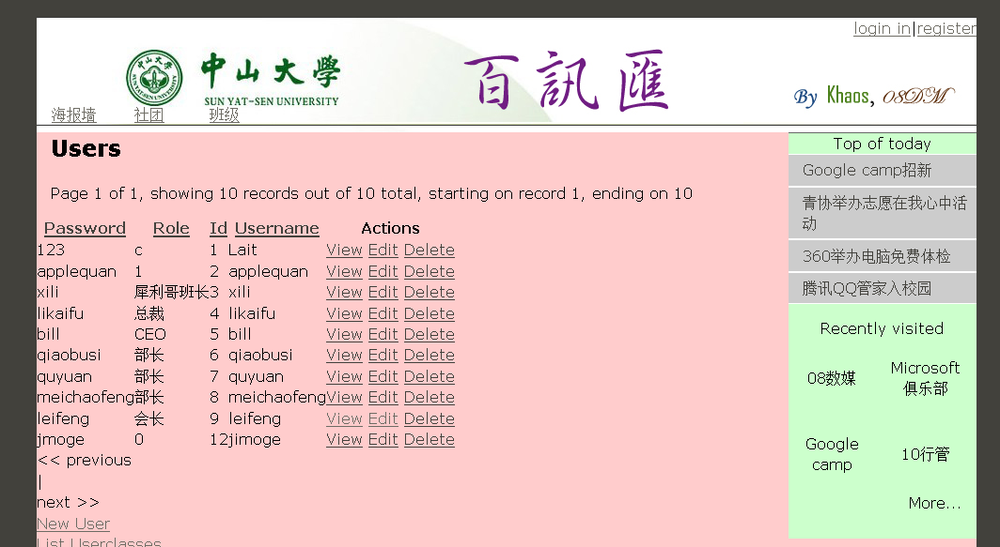 login in|register
中山大學
SUN YAT-SEN UNIVERSITY
百訊匯
By Khaos, 08DM
海报墙 社团 班级
Users
Page 1 of 1, showing 10 records out of 10 total, starting on record 1, ending on 10
Password Role Id Username Actions
123 c 1 Lait View Edit Delete
applequan 1 2 applequan View Edit Delete
xili 犀利哥班长 3 xili View Edit Delete
likaifu 总裁 4 likaifu View Edit Delete
bill CEO 5 bill View Edit Delete
qiaobusi 部长 6 qiaobusi View Edit Delete
quyuan 部长 7 quyuan View Edit Delete
meichaofeng 部长 8 meichaofeng View Edit Delete
leifeng 会长 9 leifeng View Edit Delete
jmoge 0 12 jimoge View Edit Delete
<< previous
|
next >>
New User
List Userclasses
Top of today
Google camp招新
青协举办志愿在我心中活
动
360举办电脑免费体检
腾讯QQ管家入校园
Recently visited
08数媒
Microsoft
俱乐部
Google
camp
10行管
More...